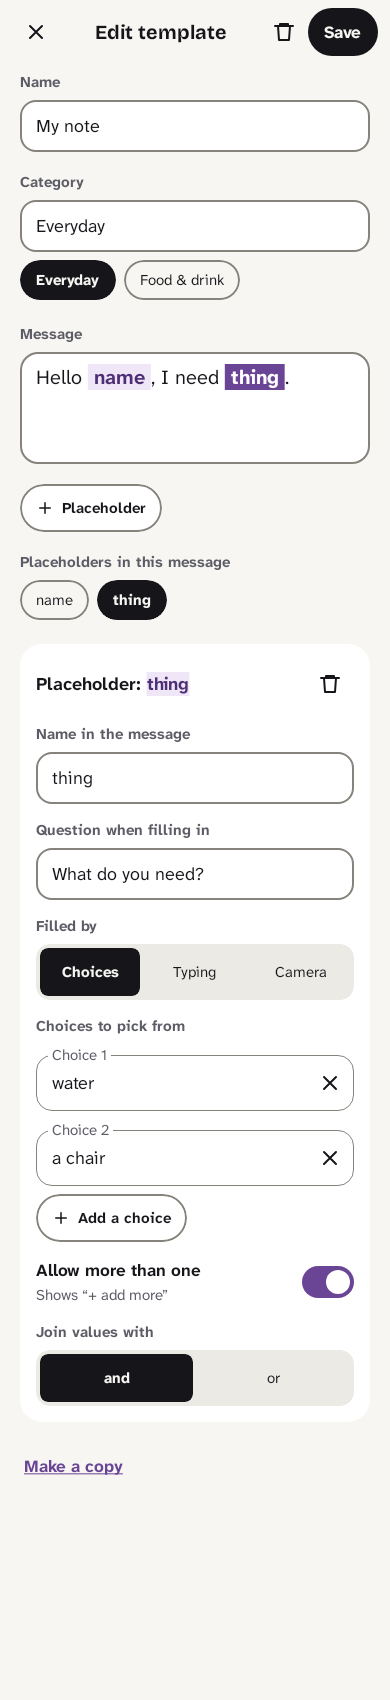 Edit template
Save
Name
My note
Category
Everyday
Everyday
Food & drink
Message
Hello name, I need thing.
+ Placeholder
Placeholders in this message
name
thing
Placeholder: thing
Name in the message
thing
Question when filling in
What do you need?
Filled by
Choices
Typing
Camera
Choices to pick from
Choice 1
water
Choice 2
a chair
+ Add a choice
Allow more than one
Shows “+ add more”
Join values with
and
or
Make a copy